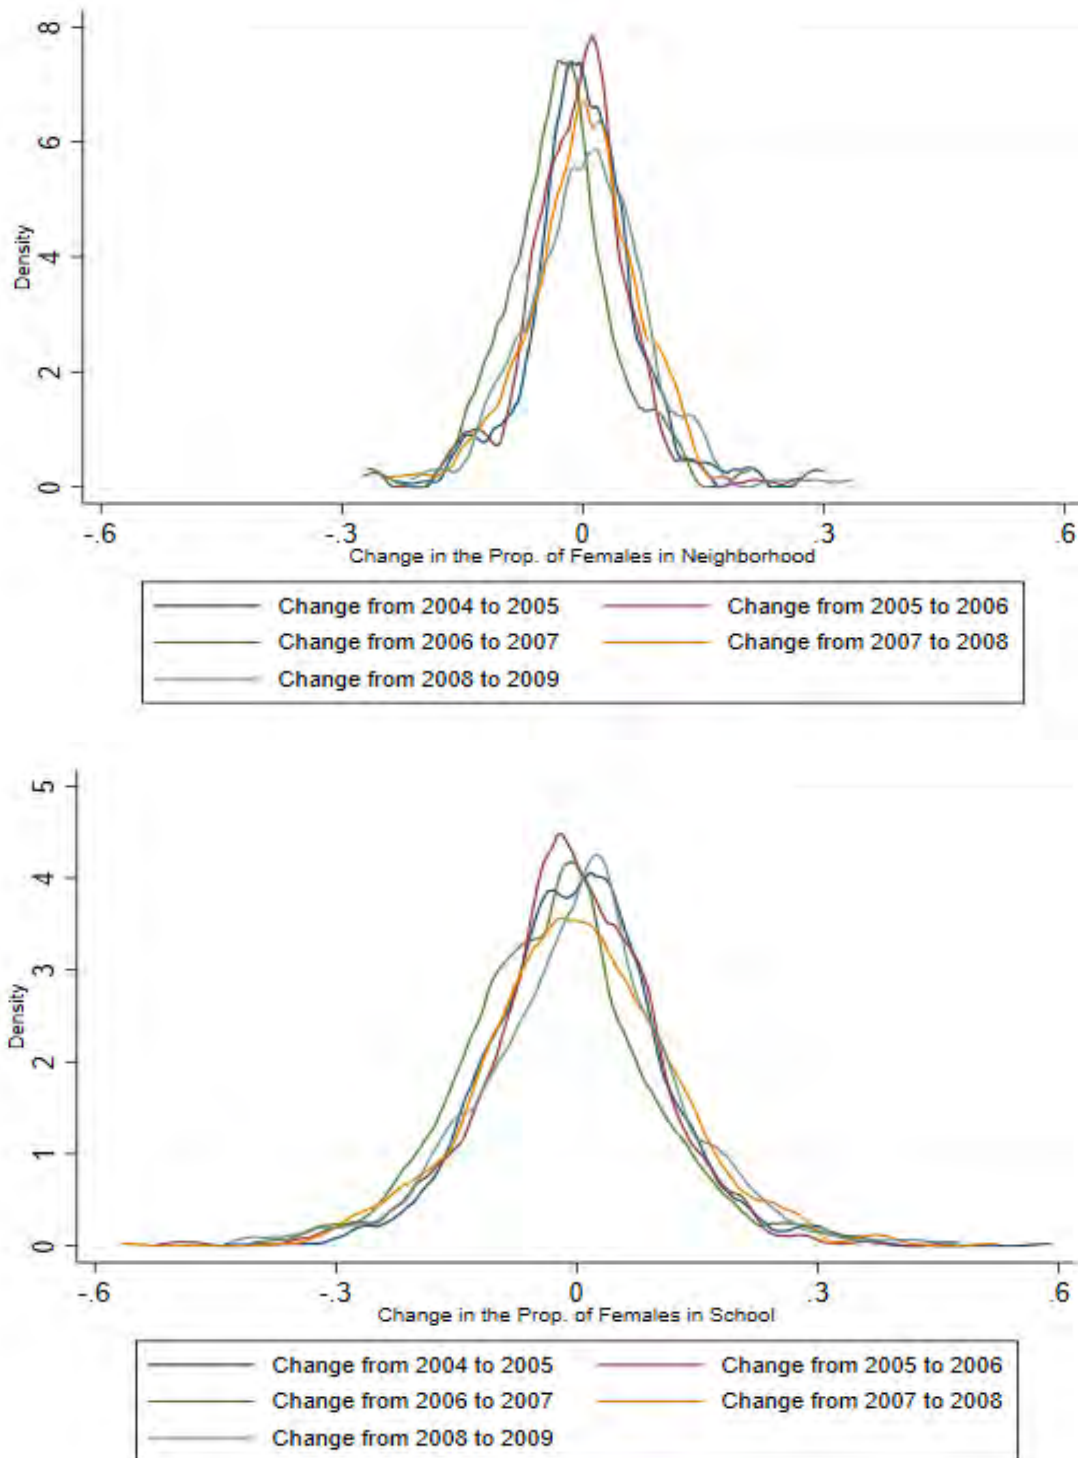 8
6
4
2
0
Density
-.6 -.3 0 .3 .6
Change in the Prop. of Females in Neighborhood
Change from 2004 to 2005 Change from 2005 to 2006
Change from 2006 to 2007 Change from 2007 to 2008
Change from 2008 to 2009
5
4
3
2
1
0
Density
-.6 -.3 0 .3 .6
Change in the Prop. of Females in School
Change from 2004 to 2005 Change from 2005 to 2006
Change from 2006 to 2007 Change from 2007 to 2008
Change from 2008 to 2009